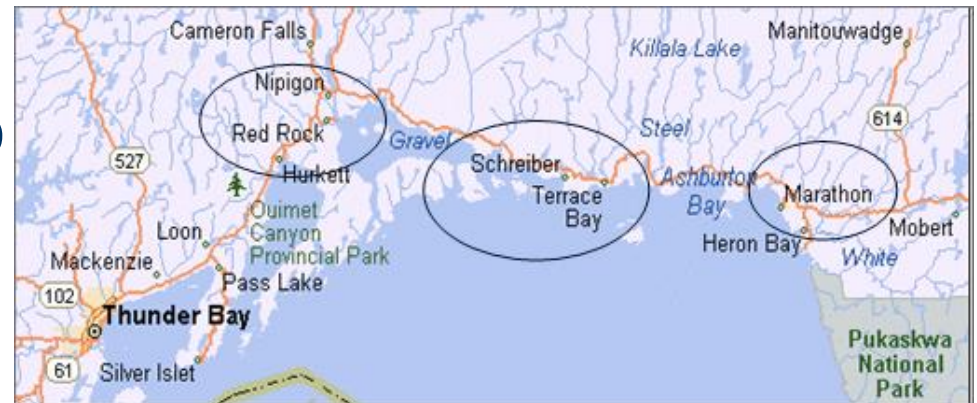 Cameron Falls
Manitouwadge
Killala Lake
Nipigon
614
Steel
Red Rock
Gravel
527
Schreiber
Hurkett
Ashburton
Bay
Terrace
Bay
Marathon
Ouimet
Canyon
Provincial Park
Loon
Mobert
Heron Bay
Mackenzie
White
Pass Lake
102
Thunder Bay
Pukaskwa
National
Park
61
Silver Islet